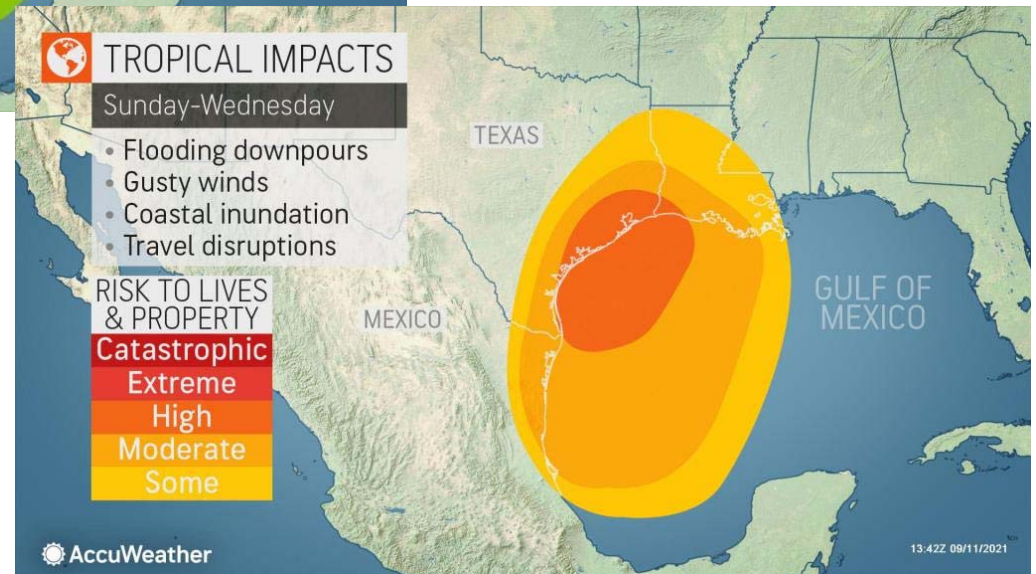 TROPICAL IMPACTS
Sunday-Wednesday
• Flooding downpours
• Gusty winds
• Coastal inundation
• Travel disruptions
RISK TO LIVES
& PROPERTY
Catastrophic
Extreme
High
Moderate
Some
TEXAS
MEXICO
GULF OF
MEXICO
AccuWeather
13:42Z 09/11/2021